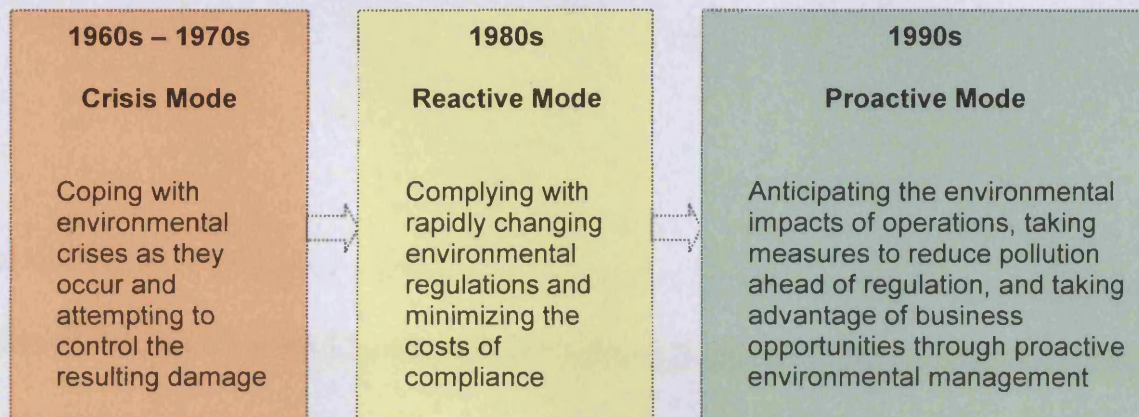 1960s – 1970s
Crisis Mode
Coping with
environmental
crises as they
occur and
attempting to
control the
resulting damage
1980s
Reactive Mode
Complying with
rapidly changing
environmental
regulations and
minimizing the
costs of
compliance
1990s
Proactive Mode
Anticipating the environmental
impacts of operations, taking
measures to reduce pollution
ahead of regulation, and taking
advantage of business
opportunities through proactive
environmental management